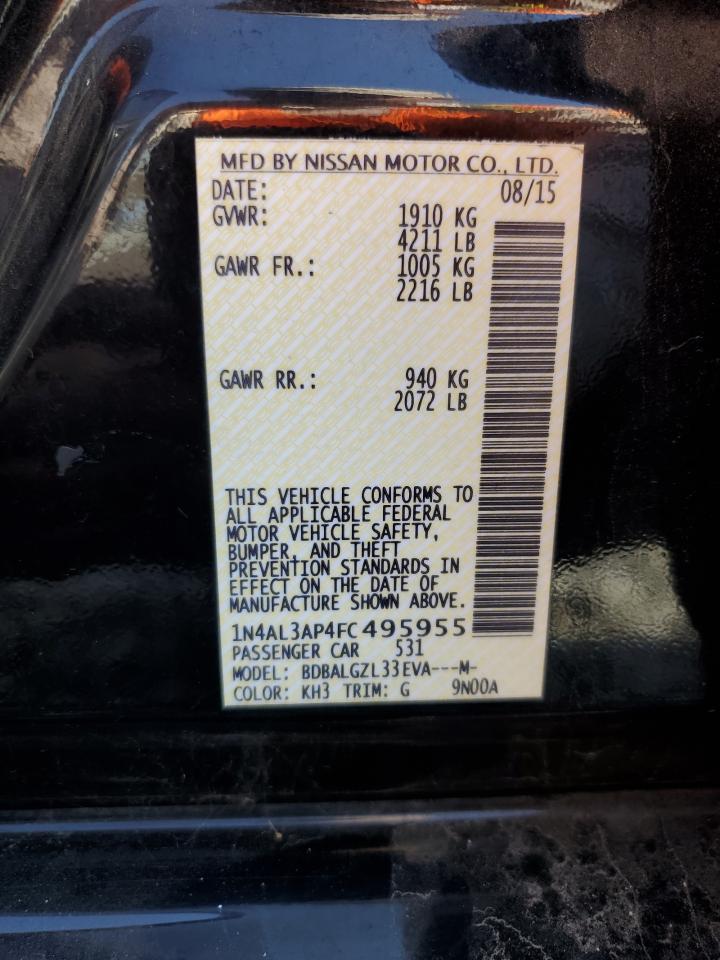 MFD BY NISSAN MOTOR CO., LTD.
DATE: 08/15
GVWR: 1910 KG
4211 LB
GAWR FR.: 1005 KG
2216 LB
GAWR RR.: 940 KG
2072 LB
THIS VEHICLE CONFORMS TO
ALL APPLICABLE FEDERAL
MOTOR VEHICLE SAFETY,
BUMPER, AND THEFT
PREVENTION STANDARDS IN
EFFECT ON THE DATE OF
MANUFACTURE SHOWN ABOVE.
1N4AL3AP4FC495955
PASSENGER CAR 531
MODEL: BDBALGZL33EVA---M-
COLOR: KH3 TRIM: G 9N00A